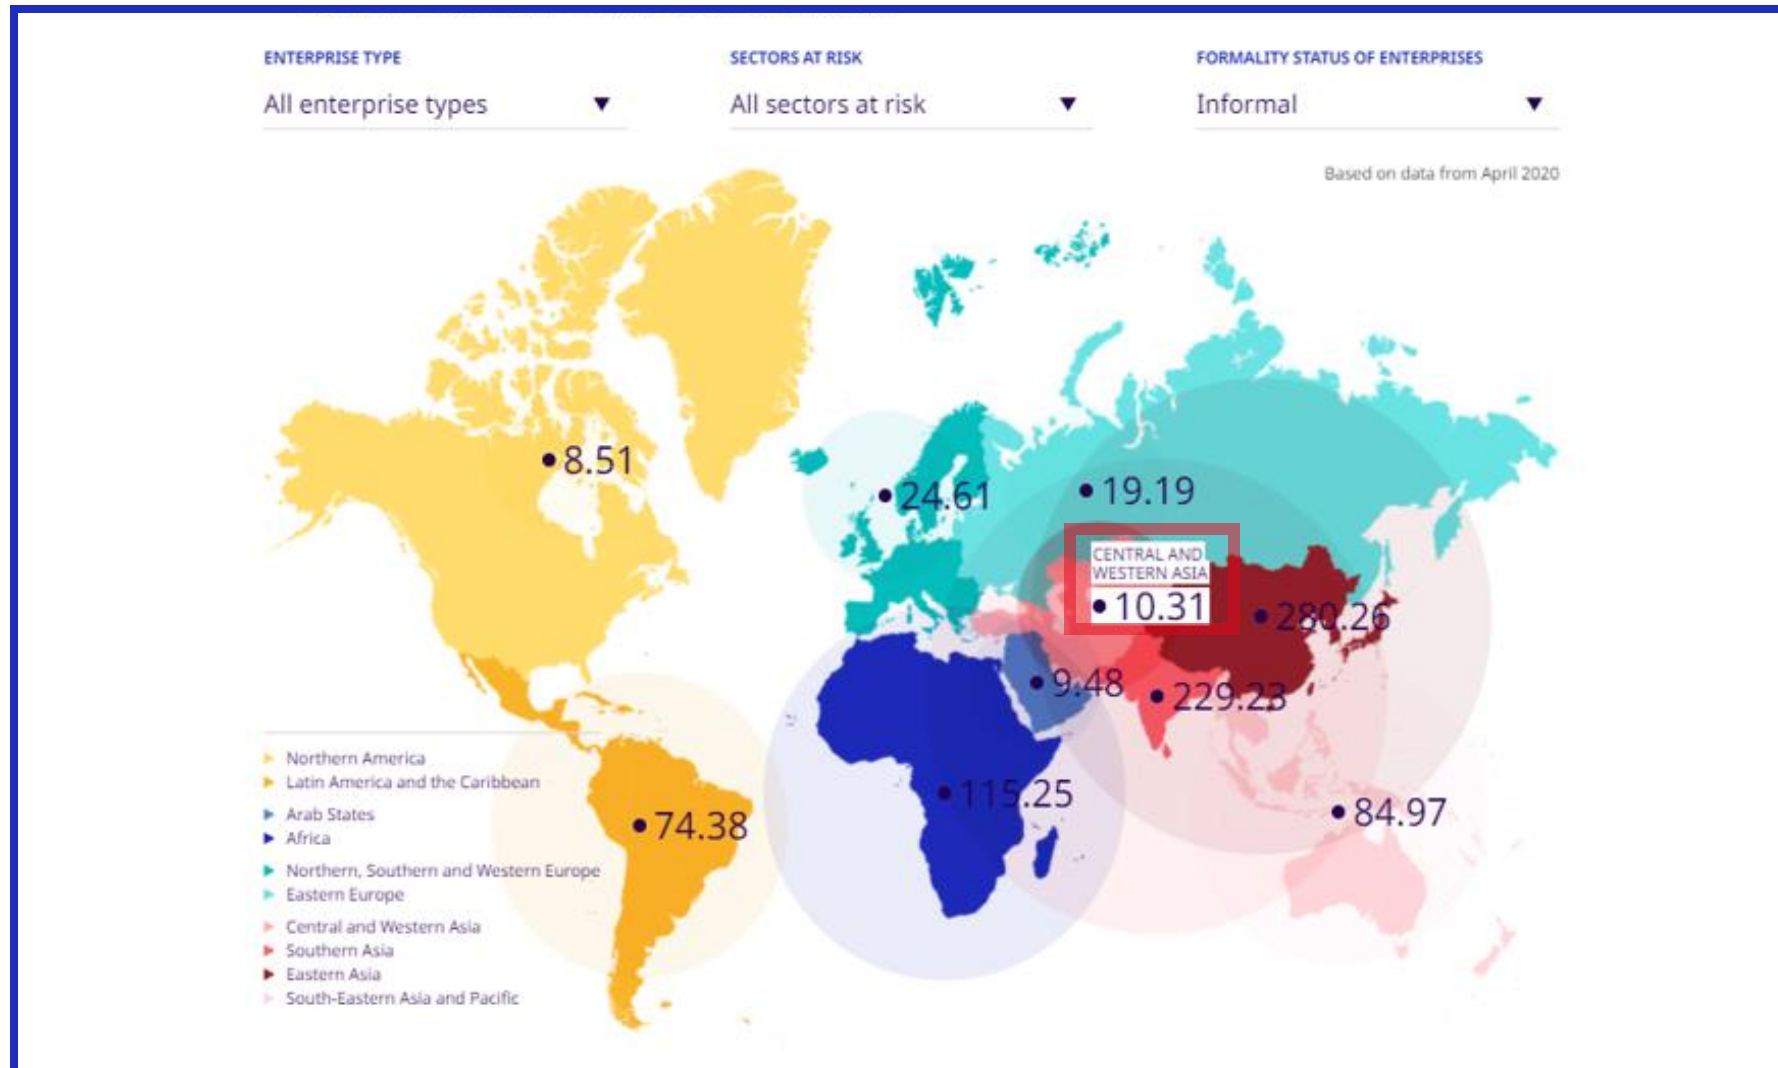 ENTERPRISE TYPE
All enterprise types
SECTORS AT RISK
All sectors at risk
FORMALITY STATUS OF ENTERPRISES
Informal
Based on data from April 2020
8.51
24.61
19.19
CENTRAL AND
WESTERN ASIA
10.31
280.26
9.48
229.23
115.25
74.38
84.97
Northern America
Latin America and the Caribbean
Arab States
Africa
Northern, Southern and Western Europe
Eastern Europe
Central and Western Asia
Southern Asia
Eastern Asia
South-Eastern Asia and Pacific